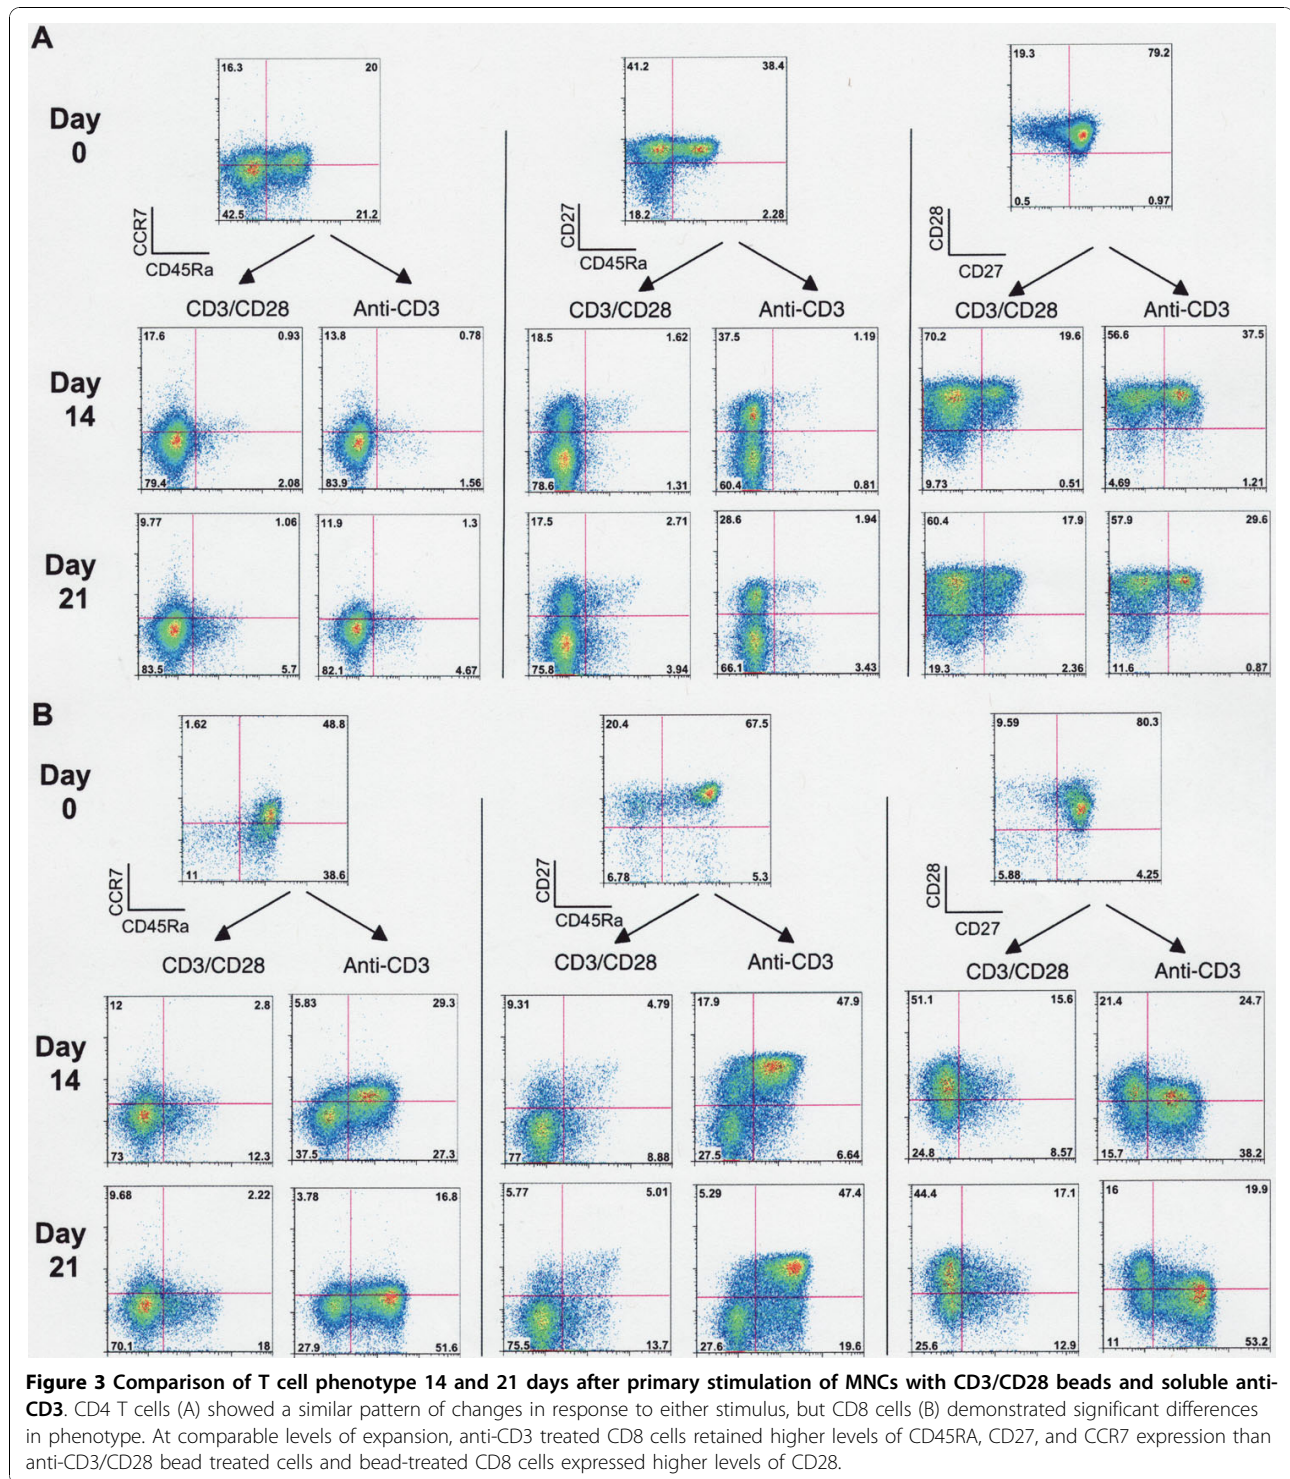 A
16.3 20 41.2 38.4 19.3 79.2
Day
0
42.5 21.2 18.2 2.28 0.5 0.97
CCR7 CD27 CD28
CD45Ra CD45Ra CD27
CD3/CD28 Anti-CD3 CD3/CD28 Anti-CD3 CD3/CD28 Anti-CD3
17.6 0.93 13.8 0.78 18.5 1.62 37.5 1.19 70.2 19.6 56.6 37.5
Day
14
79.4 2.08 83.9 1.56 78.6 1.31 60.4 0.81 9.73 0.51 4.69 1.21
9.77 1.06 11.9 1.3 17.5 2.71 28.6 1.94 60.4 17.9 57.9 29.6
Day
21
83.5 5.7 82.1 4.67 75.8 3.94 66.1 3.43 19.3 2.36 11.6 0.87
B
1.62 48.8 20.4 67.5 9.59 80.3
Day
0
11 38.6 6.78 5.3 5.88 4.25
CCR7 CD27 CD28
CD45Ra CD45Ra CD27
CD3/CD28 Anti-CD3 CD3/CD28 Anti-CD3 CD3/CD28 Anti-CD3
12 2.8 5.83 29.3 9.31 4.79 17.9 47.9 51.1 15.6 21.4 24.7
Day
14
73 12.3 37.5 27.3 77 8.88 27.5 6.64 24.8 8.57 15.7 38.2
9.68 2.22 3.78 16.8 5.77 5.01 5.29 47.4 44.4 17.1 16 19.9
Day
21
70.1 18 27.9 51.6 75.5 13.7 27.6 19.6 25.6 12.9 11 53.2
Figure 3 Comparison of T cell phenotype 14 and 21 days after primary stimulation of MNCs with CD3/CD28 beads and soluble anti-
CD3. CD4 T cells (A) showed a similar pattern of changes in response to either stimulus, but CD8 cells (B) demonstrated significant differences
in phenotype. At comparable levels of expansion, anti-CD3 treated CD8 cells retained higher levels of CD45RA, CD27, and CCR7 expression than
anti-CD3/CD28 bead treated cells and bead-treated CD8 cells expressed higher levels of CD28.